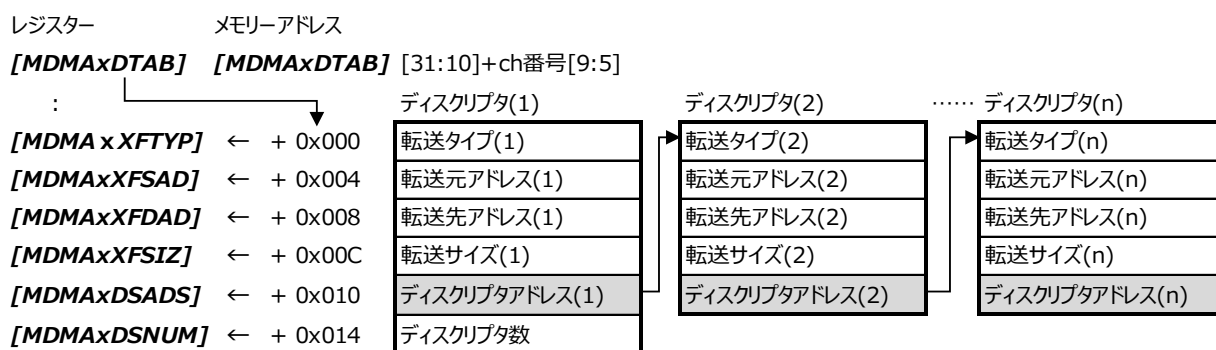 レジスター メモリーアドレス
[MDMAxDTAB] [MDMAxDTAB] [31:10]+ch番号[9:5]
: ディスクリプタ(1) ディスクリプタ(2) …… ディスクリプタ(n)
[MDMAxXFTYP] ← + 0x000 転送タイプ(1) 転送タイプ(2) 転送タイプ(n)
[MDMAxXFSAD] ← + 0x004 転送元アドレス(1) 転送元アドレス(2) 転送元アドレス(n)
[MDMAxXFDAD] ← + 0x008 転送先アドレス(1) 転送先アドレス(2) 転送先アドレス(n)
[MDMAxXFSIZ] ← + 0x00C 転送サイズ(1) 転送サイズ(2) 転送サイズ(n)
[MDMAxDSADS] ← + 0x010 ディスクリプタアドレス(1) ディスクリプタアドレス(2) ディスクリプタアドレス(n)
[MDMAxDSNUM] ← + 0x014 ディスクリプタ数